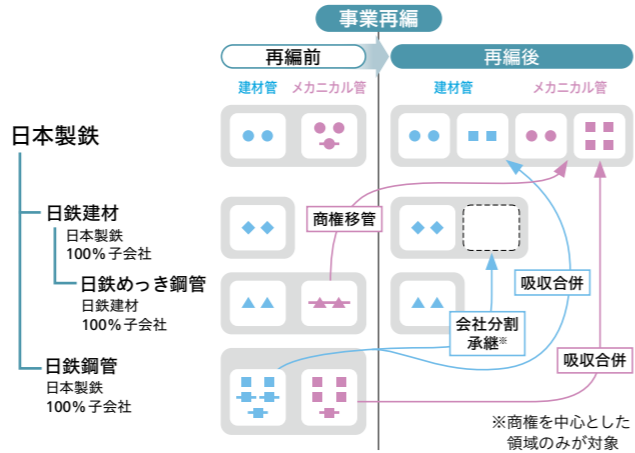 事業再編
再編前
再編後
建材管 メカニカル管
建材管 メカニカル管
日本製鉄
日鉄建材
日本製鉄
100%子会社
日鉄めっき鋼管
日鉄建材
100%子会社
日鉄鋼管
日本製鉄
100%子会社
商権移管
吸収合併
会社分割
承継※
吸収合併
※商権を中心とした
領域のみが対象